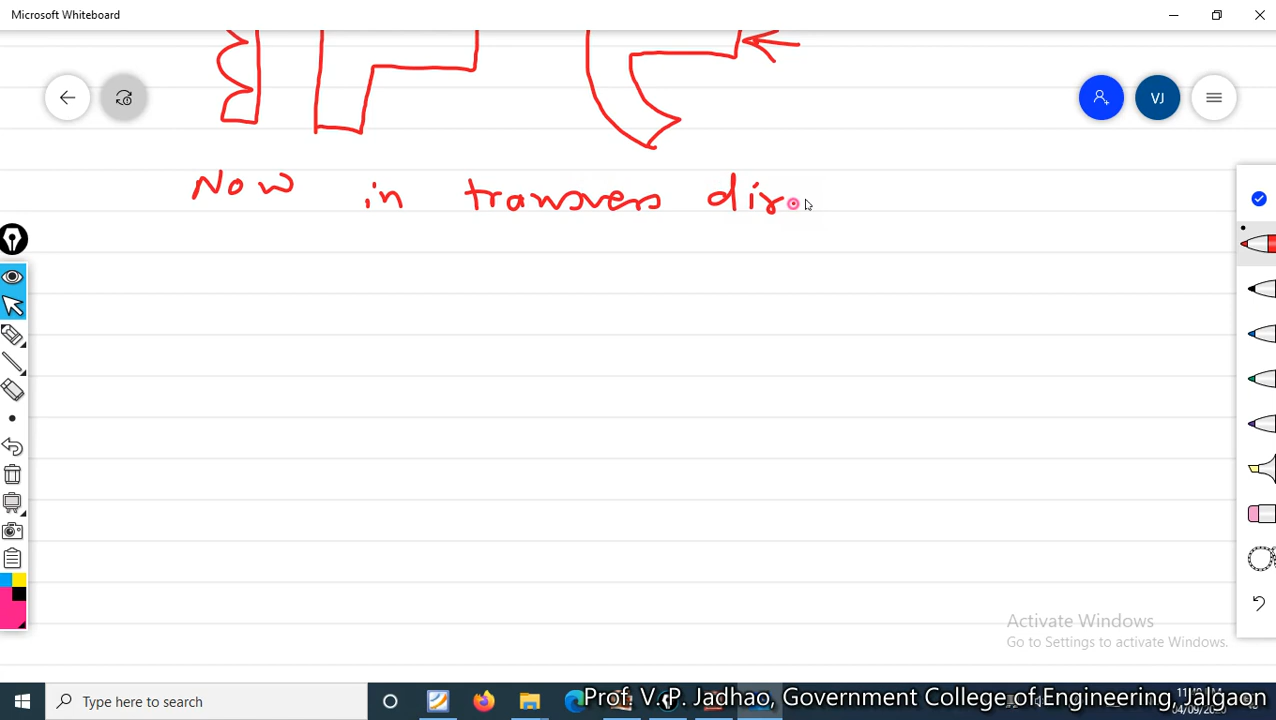 Microsoft Whiteboard
VJ
Now in transvers dir
Activate Windows
Go to Settings to activate Windows.
Type here to search
Prof. V. P. Jadhao, Government College of Engineering, Jalgaon